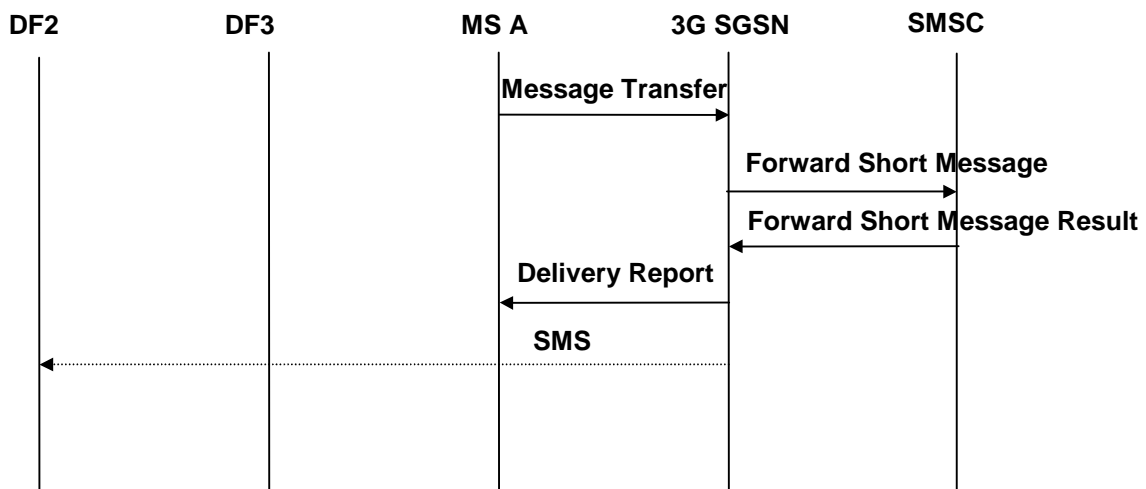 DF2 DF3 MS A 3G SGSN SMSC
Message Transfer
Forward Short Message
Forward Short Message Result
Delivery Report
SMS